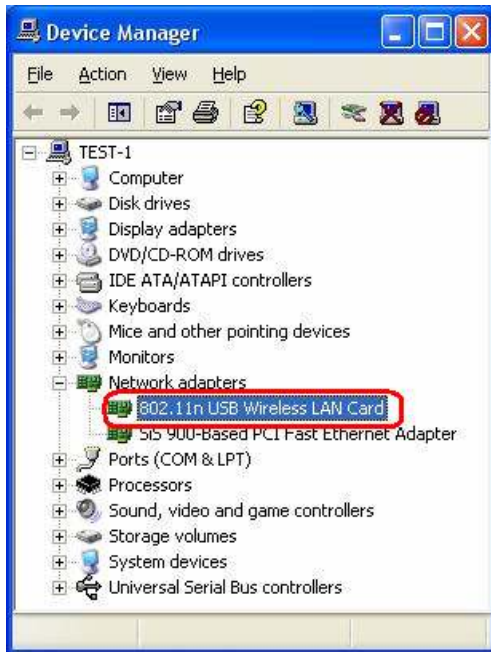 Device Manager
File Action View Help
TEST-1
Computer
Disk drives
Display adapters
DVD/CD-ROM drives
IDE ATA/ATAPI controllers
Keyboards
Mice and other pointing devices
Monitors
Network adapters
802.11n USB Wireless LAN Card
SiS 900-Based PCI Fast Ethernet Adapter
Ports (COM & LPT)
Processors
Sound, video and game controllers
Storage volumes
System devices
Universal Serial Bus controllers